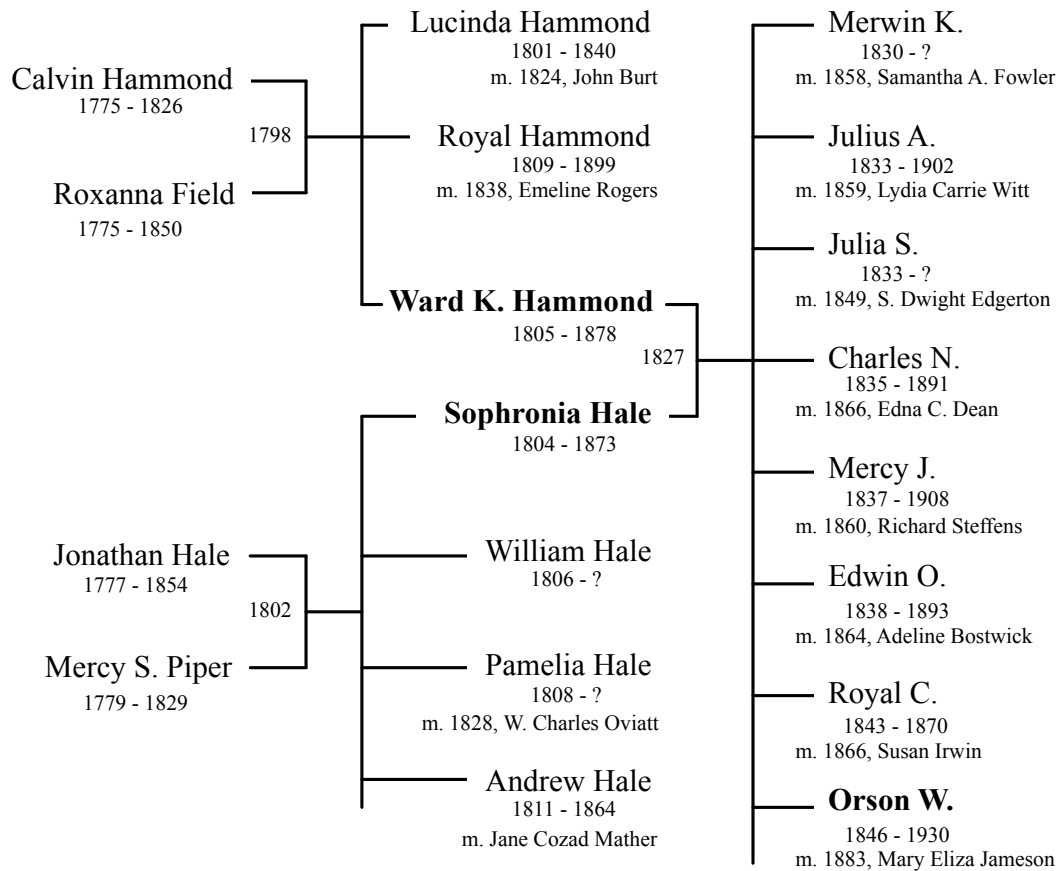 Calvin Hammond
1775 - 1826
1798
Roxanna Field
1775 - 1850
Lucinda Hammond
1801 - 1840
m. 1824, John Burt
Royal Hammond
1809 - 1899
m. 1838, Emeline Rogers
Ward K. Hammond
1805 - 1878
1827
Sophronia Hale
1804 - 1873
Jonathan Hale
1777 - 1854
1802
Mercy S. Piper
1779 - 1829
William Hale
1806 - ?
Pamelia Hale
1808 - ?
m. 1828, W. Charles Oviatt
Andrew Hale
1811 - 1864
m. Jane Cozad Mather
Merwin K.
1830 - ?
m. 1858, Samantha A. Fowler
Julius A.
1833 - 1902
m. 1859, Lydia Carrie Witt
Julia S.
1833 - ?
m. 1849, S. Dwight Edgerton
Charles N.
1835 - 1891
m. 1866, Edna C. Dean
Mercy J.
1837 - 1908
m. 1860, Richard Steffens
Edwin O.
1838 - 1893
m. 1864, Adeline Bostwick
Royal C.
1843 - 1870
m. 1866, Susan Irwin
Orson W.
1846 - 1930
m. 1883, Mary Eliza Jameson